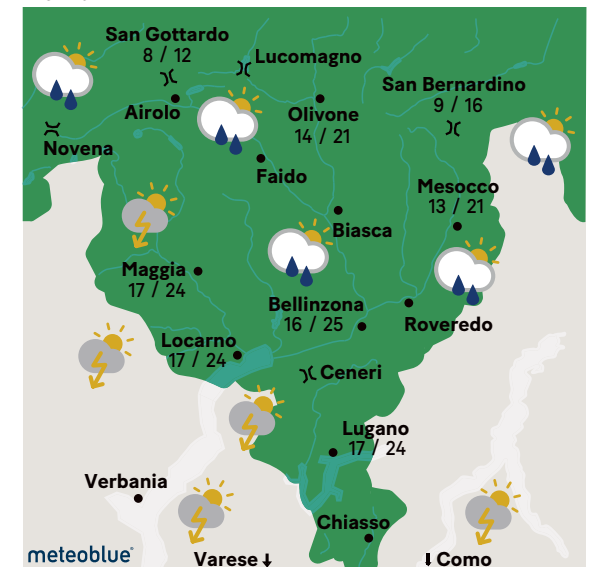 San Gottardo
8 / 12
Lucomagno
San Bernardino
9 / 16
Airolo
Olivone
14 / 21
Novena
Faido
Mesocco
13 / 21
Biasca
Maggia
17 / 24
Bellinzona
16 / 25
Roveredo
Locarno
17 / 24
Ceneri
Lugano
17 / 24
Verbania
Chiasso
meteoblue®
Varese ↓
↓ Como